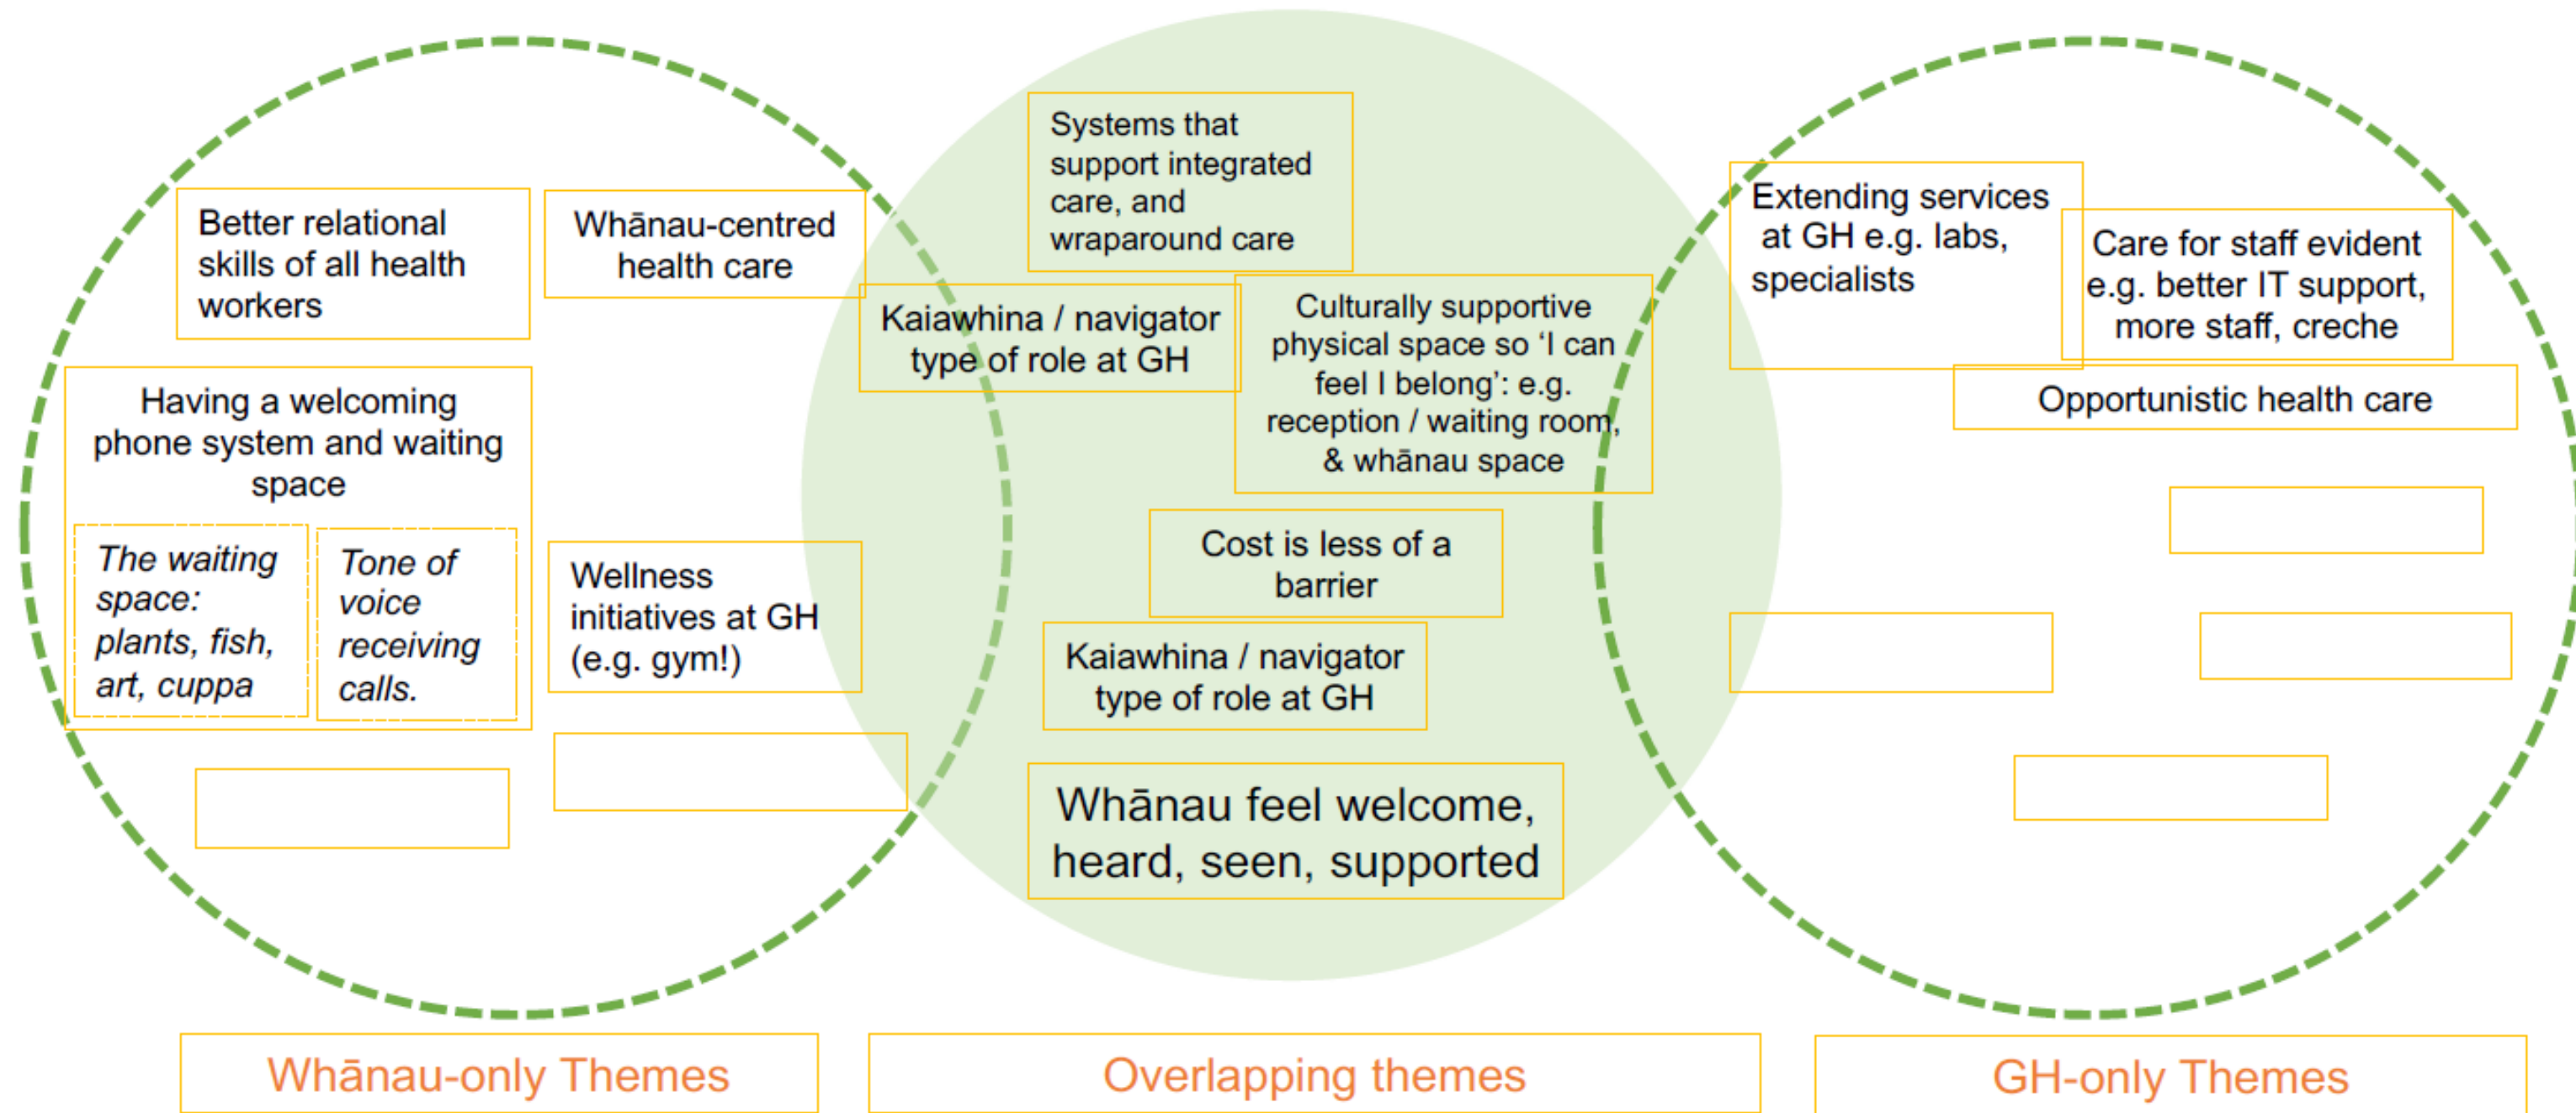 Better relational
skills of all health
workers
Whānau-centred
health care
Having a welcoming
phone system and waiting
space
The waiting
space:
plants, fish,
art, cuppa
Tone of
voice
receiving
calls.
Wellness
initiatives at GH
(e.g. gym!)
Systems that
support integrated
care, and
wraparound care
Kaiawhina / navigator
type of role at GH
Culturally supportive
physical space so ‘I can
feel I belong’: e.g.
reception / waiting room,
& whānau space
Cost is less of a
barrier
Kaiawhina / navigator
type of role at GH
Whānau feel welcome,
heard, seen, supported
Extending services
at GH e.g. labs,
specialists
Care for staff evident
e.g. better IT support,
more staff, creche
Opportunistic health care
Whānau-only Themes
Overlapping themes
GH-only Themes